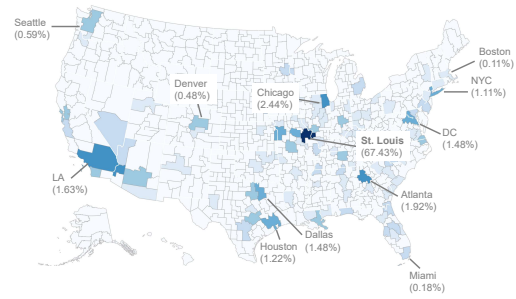 Seattle
(0.59%)
Boston
(0.11%)
NYC
(1.11%)
Denver
(0.48%)
Chicago
(2.44%)
DC
(1.48%)
St. Louis
(67.43%)
LA
(1.63%)
Atlanta
(1.92%)
Dallas
(1.48%)
Houston
(1.22%)
Miami
(0.18%)